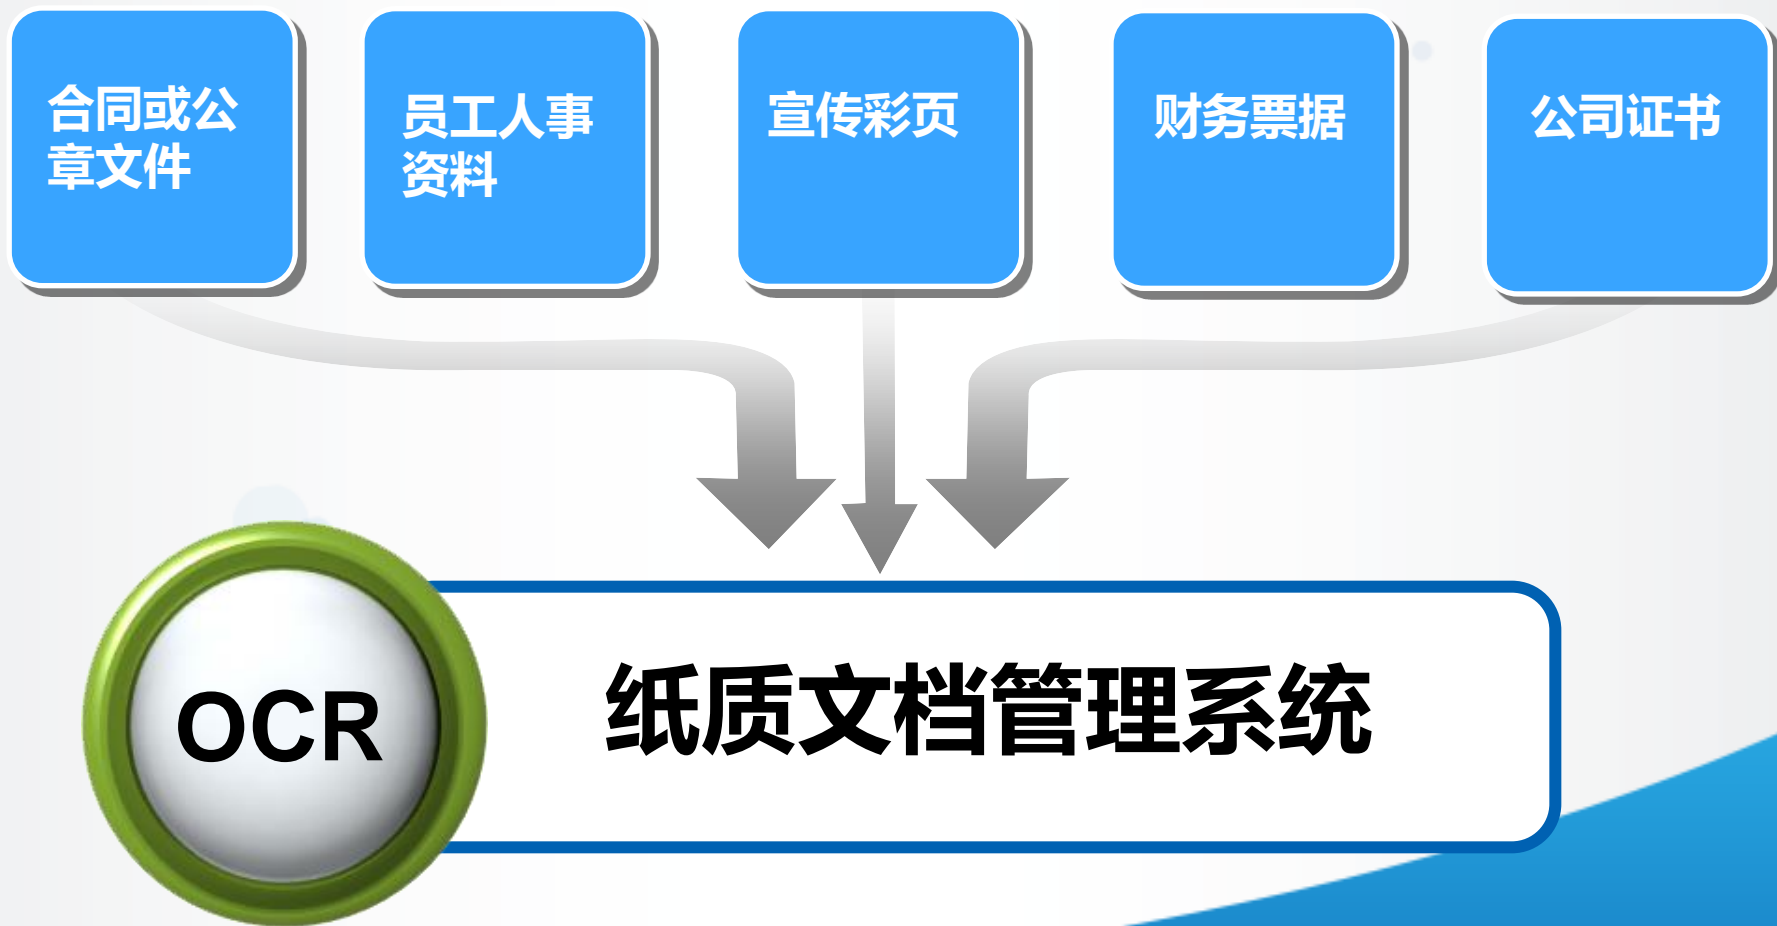 合同或公
章文件
员工人事
资料
宣传彩页
财务票据
公司证书
OCR
纸质文档管理系统